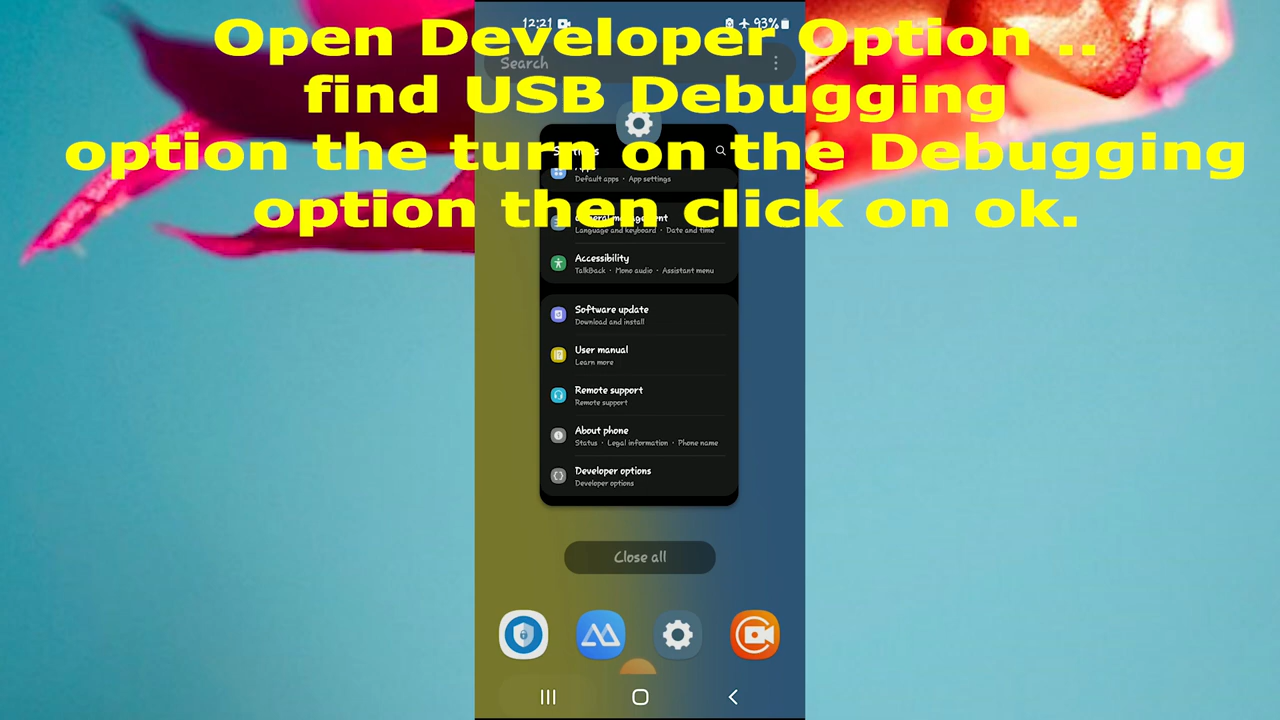 12:21 93%
Open Developer Option ..
Search
find USB Debugging
option the turn on the Debugging
Default apps · App settings
option then click on ok.
General management
Language and keyboard · Date and time
Accessibility
TalkBack · Mono audio · Assistant menu
Software update
Download and install
User manual
Learn more
Remote support
Remote support
About phone
Status · Legal information · Phone name
Developer options
Developer options
Close all